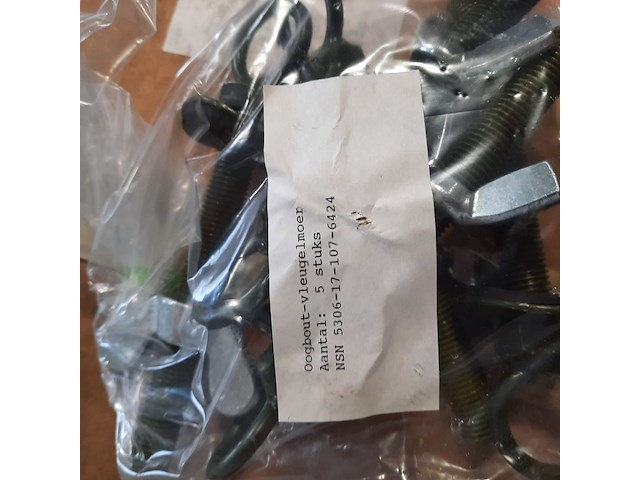 Oogbout-vleugelmoer
Aantal: 5 stuks
NSN 5306-17-107-6424